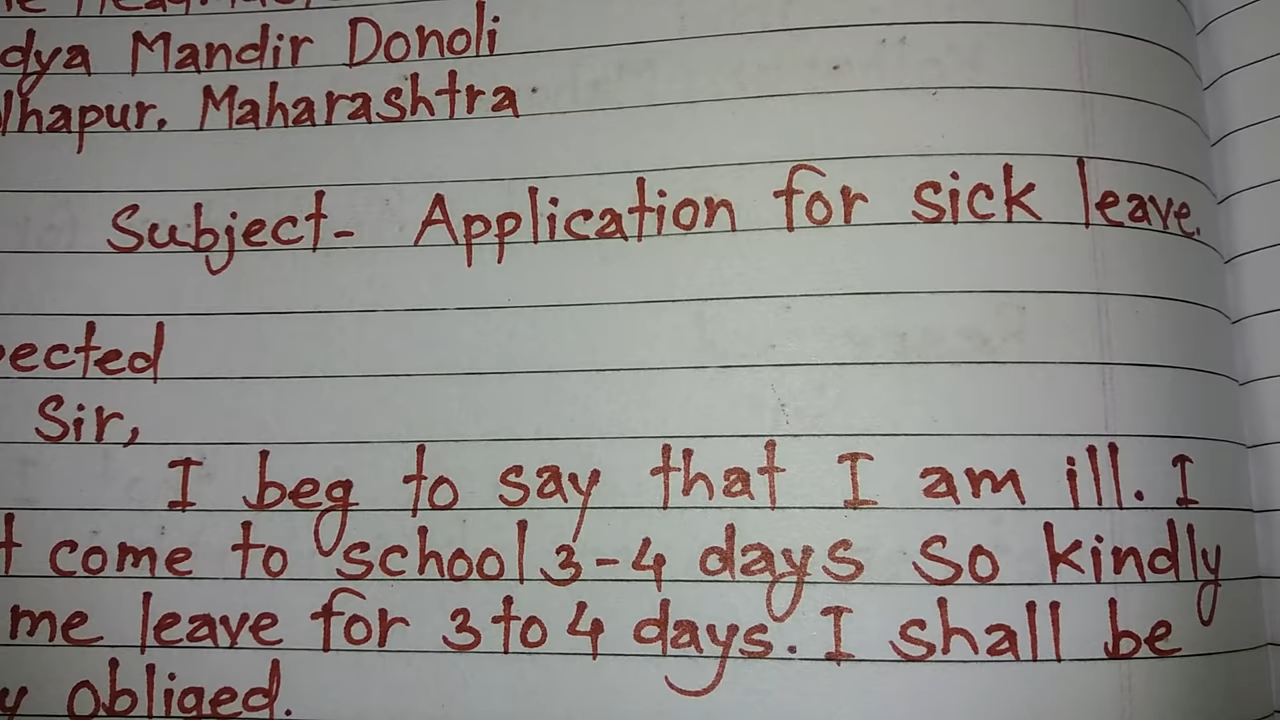 dya Mandir Donoli
lhapur. Maharashtra
Subject- Application for sick leave.
ected
Sir,
I beg to say that I am ill. I
t come to school 3-4 days so kindly
me leave for 3 to 4 days. I shall be
y obliged.